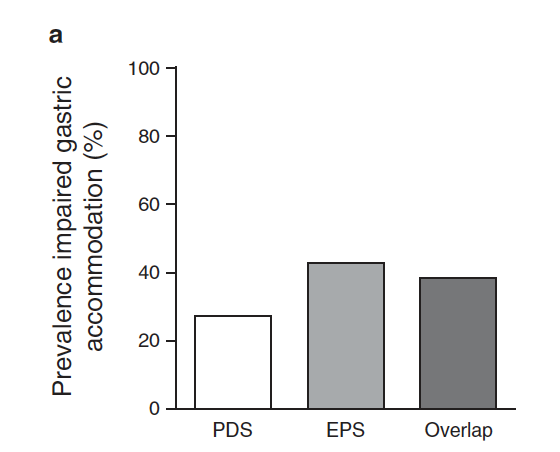 a
Prevalence impaired gastric
accommodation (%)
100
80
60
40
20
0
PDS
EPS
Overlap